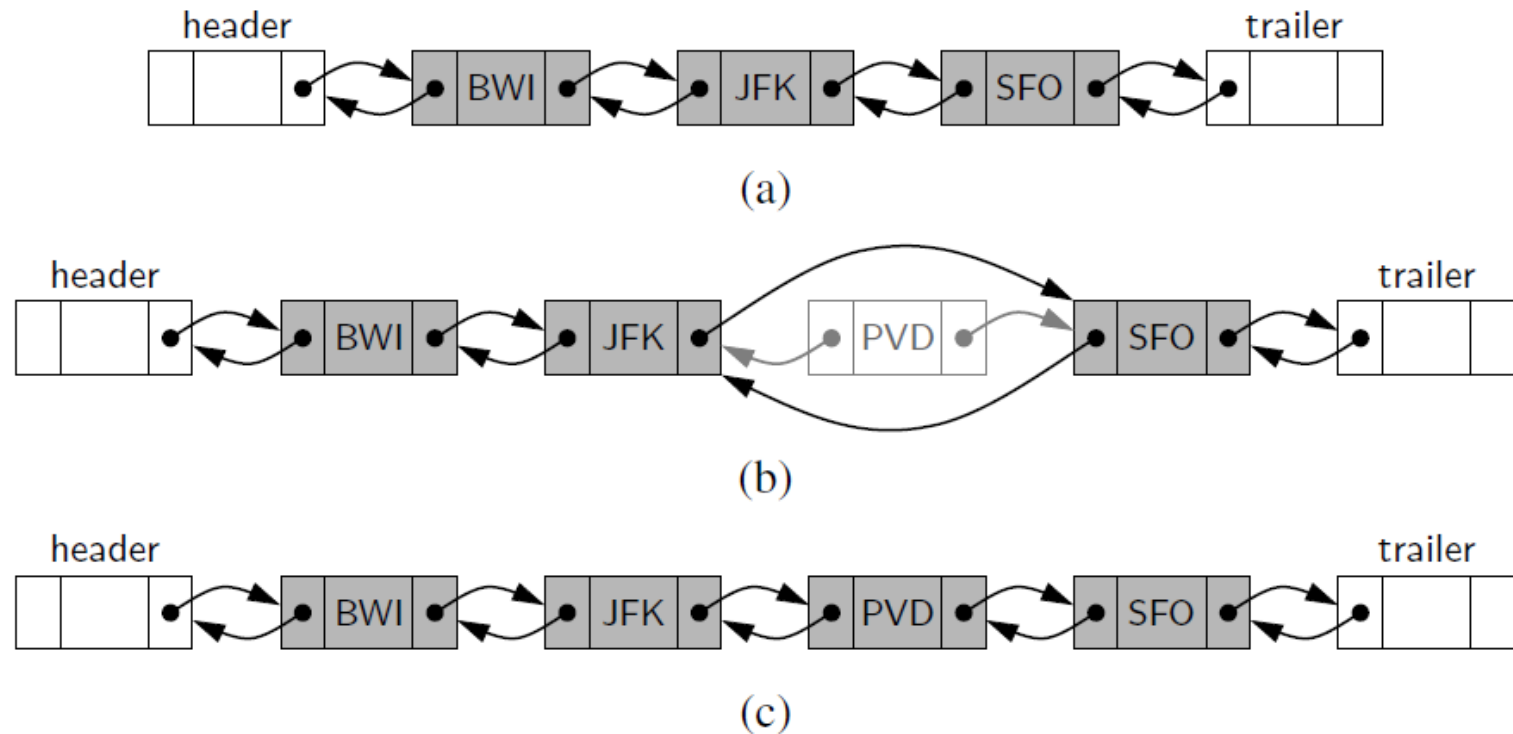 header trailer
BWI JFK SFO
(a)
header trailer
BWI JFK PVD SFO
(b)
header trailer
BWI JFK PVD SFO
(c)